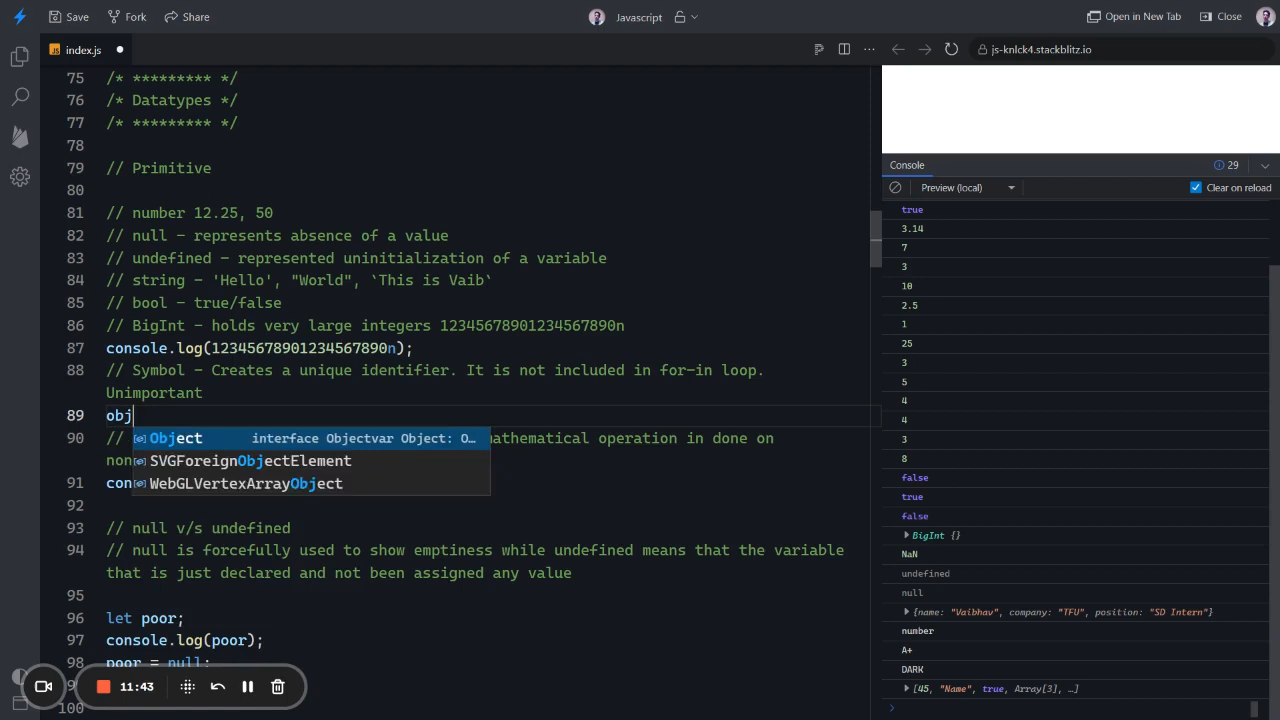 Save Fork Share Javascript Open in New Tab Close
JS index.js js-knlck4.stackblitz.io
75 /* ********* */
76 /* Datatypes */
77 /* ********* */
78
79 // Primitive
80
81 // number 12.25, 50
82 // null - represents absence of a value
83 // undefined - represented uninitialization of a variable
84 // string - 'Hello', "World", `This is Vaib`
85 // bool - true/false
86 // BigInt - holds very large integers 12345678901234567890n
87 console.log(12345678901234567890n);
88 // Symbol - Creates a unique identifier. It is not included in for-in loop.
Unimportant
89 obj
Object interface Objectvar Object: O...
SVGForeignObjectElement
WebGLVertexArrayObject
90 // mathematical operation in done on
non
91 con
92
93 // null v/s undefined
94 // null is forcefully used to show emptiness while undefined means that the variable
that is just declared and not been assigned any value
95
96 let poor;
97 console.log(poor);
98 poor = null;
100
11:43
Console 29
Preview (local) Clear on reload
true
3.14
7
3
10
2.5
1
25
3
5
4
4
3
8
false
true
false
BigInt {}
NaN
undefined
null
{name: "Vaibhav", company: "TFU", position: "SD Intern"}
number
A+
DARK
[45, "Name", true, Array[3], …]